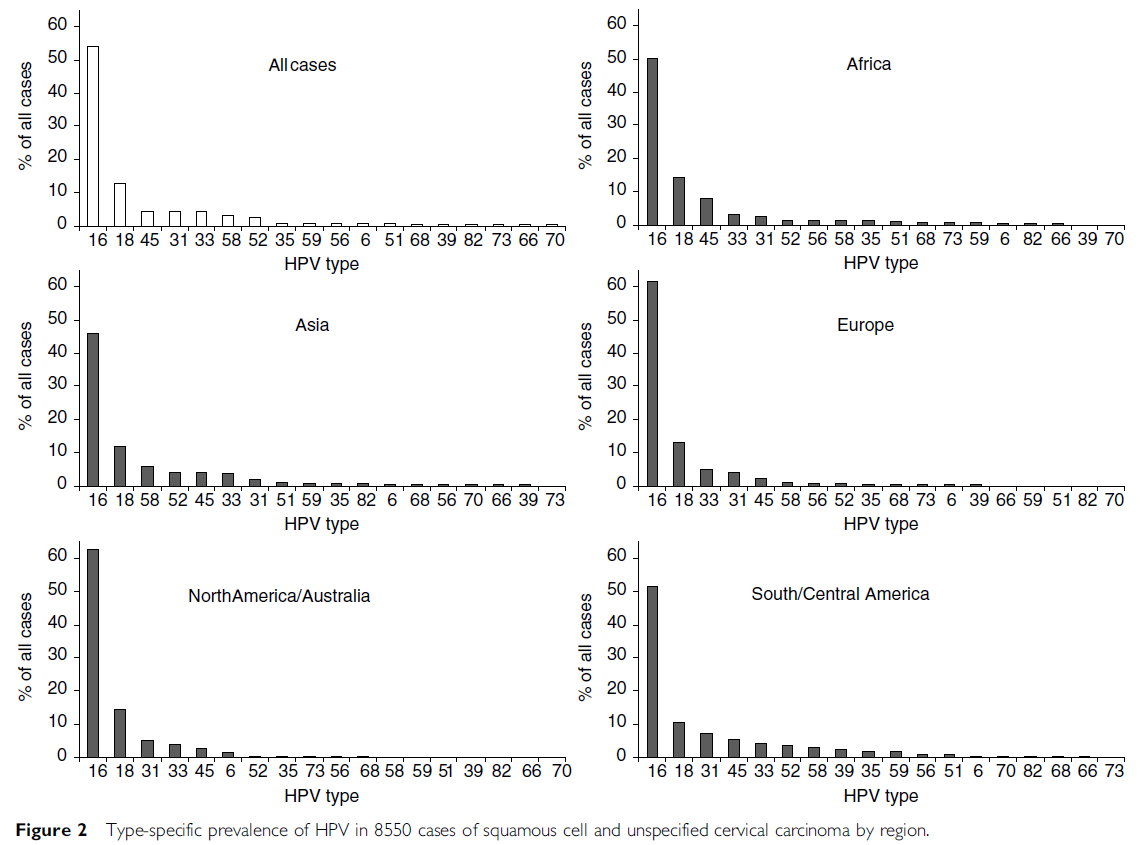 60
50
40
30
20
10
0
% of all cases
All cases
16 18 45 31 33 58 52 35 59 56 6 51 68 39 82 73 66 70
HPV type
60
50
40
30
20
10
0
% of all cases
Africa
16 18 45 33 31 52 56 58 35 51 68 73 59 6 82 66 39 70
HPV type
60
50
40
30
20
10
0
% of all cases
Asia
16 18 58 52 45 33 31 51 59 35 82 6 68 56 70 66 39 73
HPV type
60
50
40
30
20
10
0
% of all cases
Europe
16 18 33 31 45 58 56 52 35 68 73 6 39 66 59 51 82 70
HPV type
60
50
40
30
20
10
0
% of all cases
NorthAmerica/Australia
16 18 31 33 45 6 52 35 73 56 68 58 59 51 39 82 66 70
HPV type
60
50
40
30
20
10
0
% of all cases
South/Central America
16 18 31 45 33 52 58 39 35 59 56 51 6 70 82 68 66 73
HPV type
Figure 2 Type-specific prevalence of HPV in 8550 cases of squamous cell and unspecified cervical carcinoma by region.